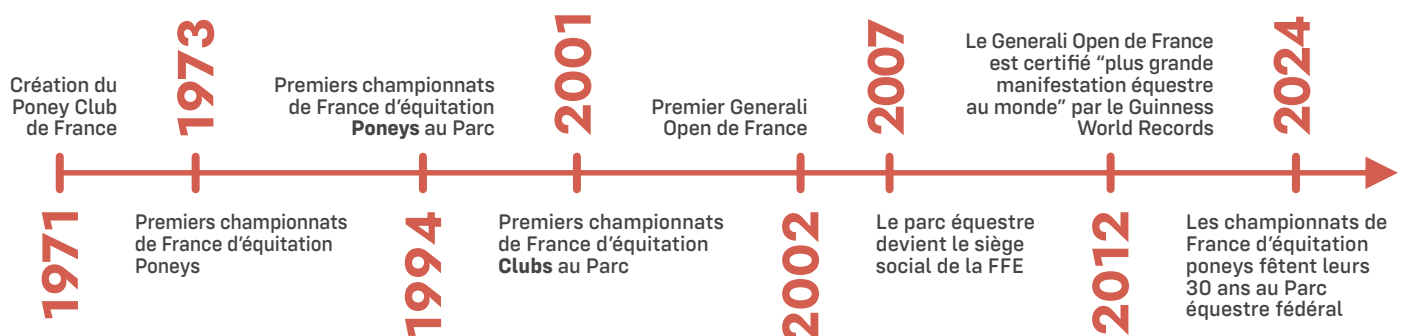 1971
Création du
Poney Club
de France
1973
Premiers championnats
de France d'équitation
Poneys
1994
Premiers championnats
de France d'équitation
Poneys au Parc
2001
Premiers championnats
de France d'équitation
Clubs au Parc
2002
Premier Generali
Open de France
2007
Le parc équestre
devient le siège
social de la FFE
2012
Le Generali Open de France
est certifié “plus grande
manifestation équestre
au monde” par le Guinness
World Records
2024
Les championnats de
France d'équitation
poneys fêtent leurs
30 ans au Parc
équestre fédéral